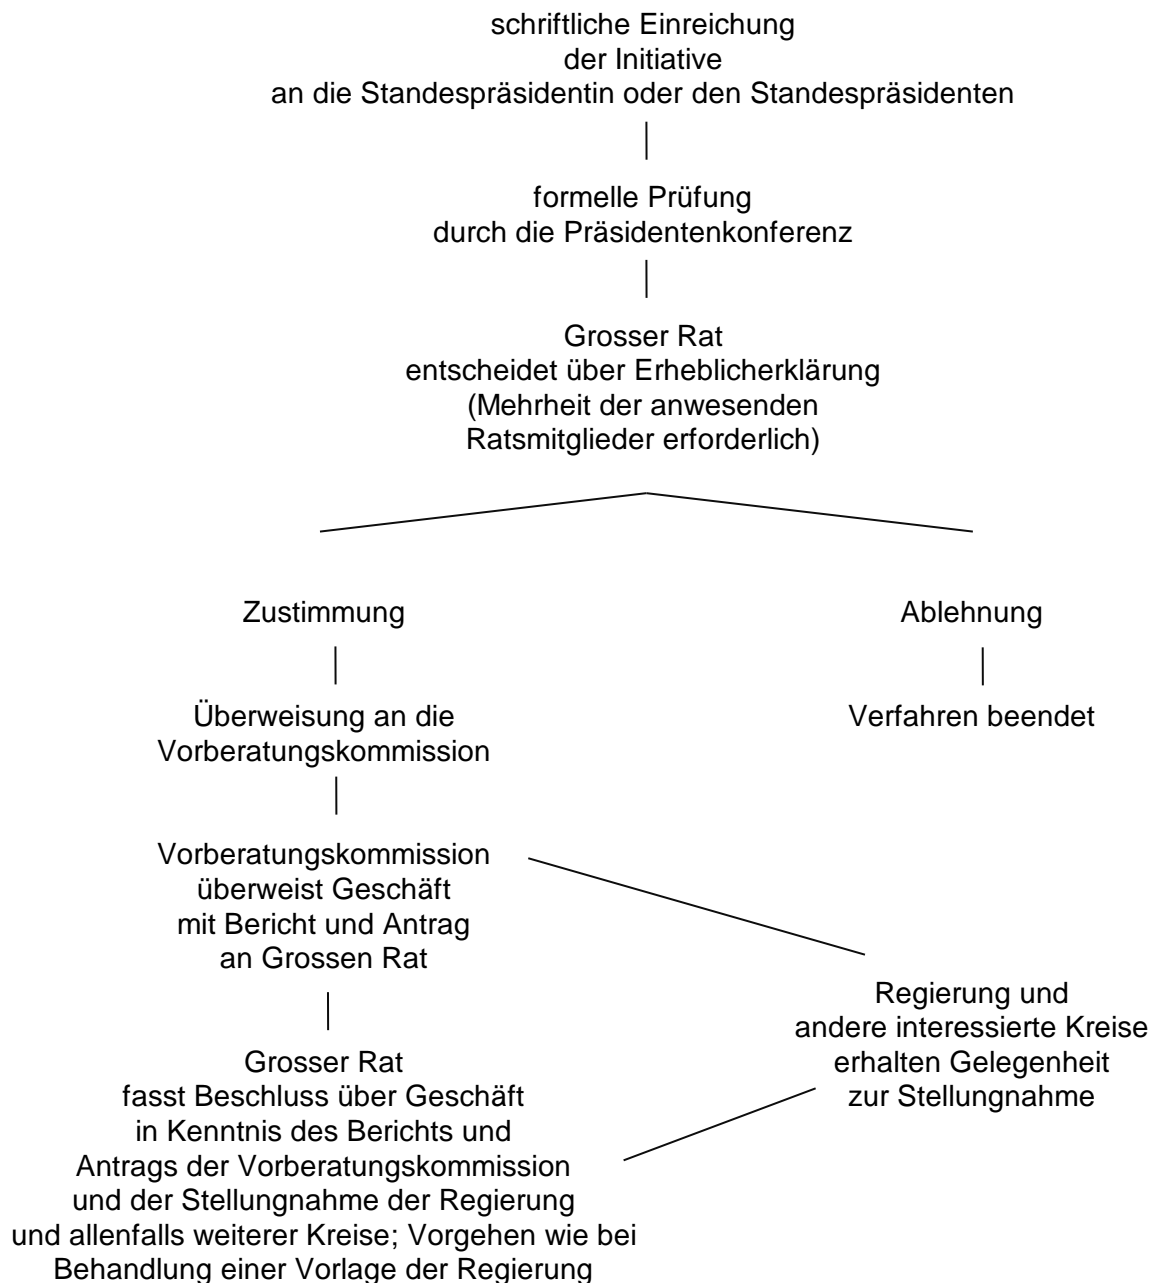 schriftliche Einreichung
der Initiative
an die Standespräsidentin oder den Standespräsidenten
formelle Prüfung
durch die Präsidentenkonferenz
Grosser Rat
entscheidet über Erheblicherklärung
(Mehrheit der anwesenden
Ratsmitglieder erforderlich)
Zustimmung
Ablehnung
Überweisung an die
Vorberatungskommission
Verfahren beendet
Vorberatungskommission
überweist Geschäft
mit Bericht und Antrag
an Grossen Rat
Regierung und
andere interessierte Kreise
erhalten Gelegenheit
zur Stellungnahme
Grosser Rat
fasst Beschluss über Geschäft
in Kenntnis des Berichts und
Antrags der Vorberatungskommission
und der Stellungnahme der Regierung
und allenfalls weiterer Kreise; Vorgehen wie bei
Behandlung einer Vorlage der Regierung